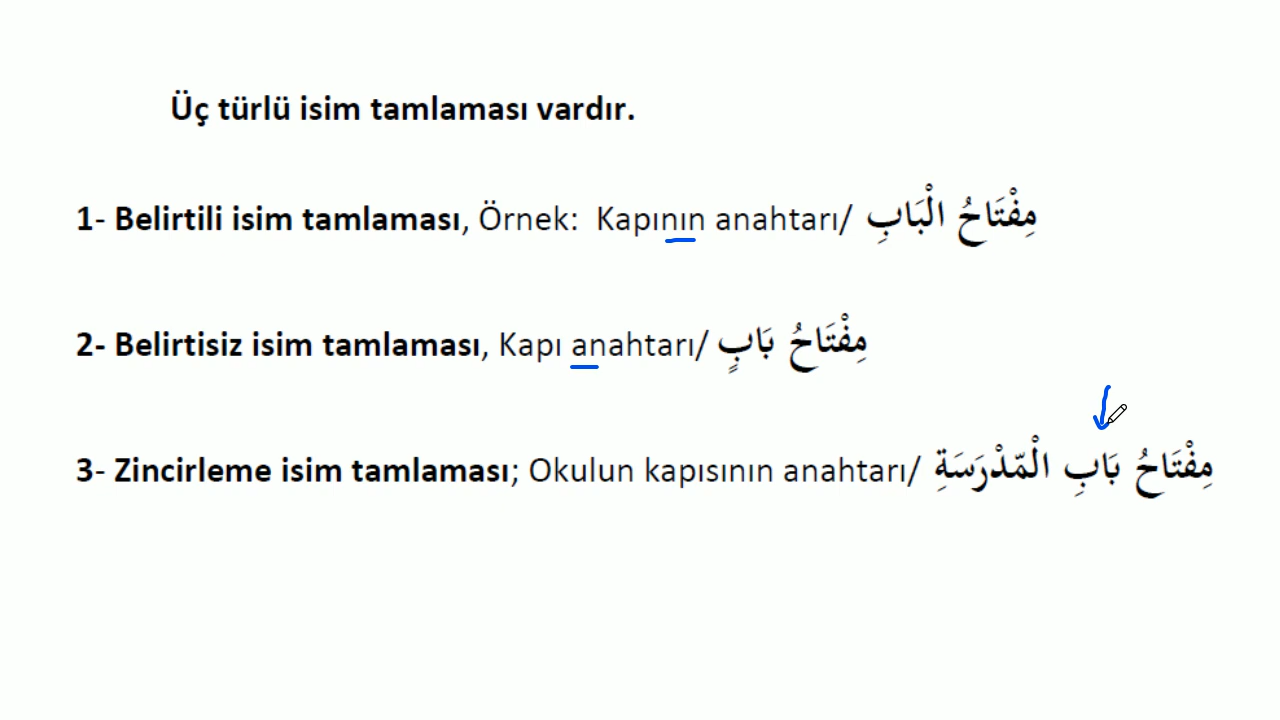 Üç türlü isim tamlaması vardır.
1- Belirtili isim tamlaması, Örnek: Kapının anahtarı/ مِفْتَاحُ الْبَابِ
2- Belirtisiz isim tamlaması, Kapı anahtarı/ مِفْتَاحُ بَابٍ
3- Zincirleme isim tamlaması; Okulun kapısının anahtarı/ مِفْتَاحُ بَابِ الْمّدْرَسَةِ